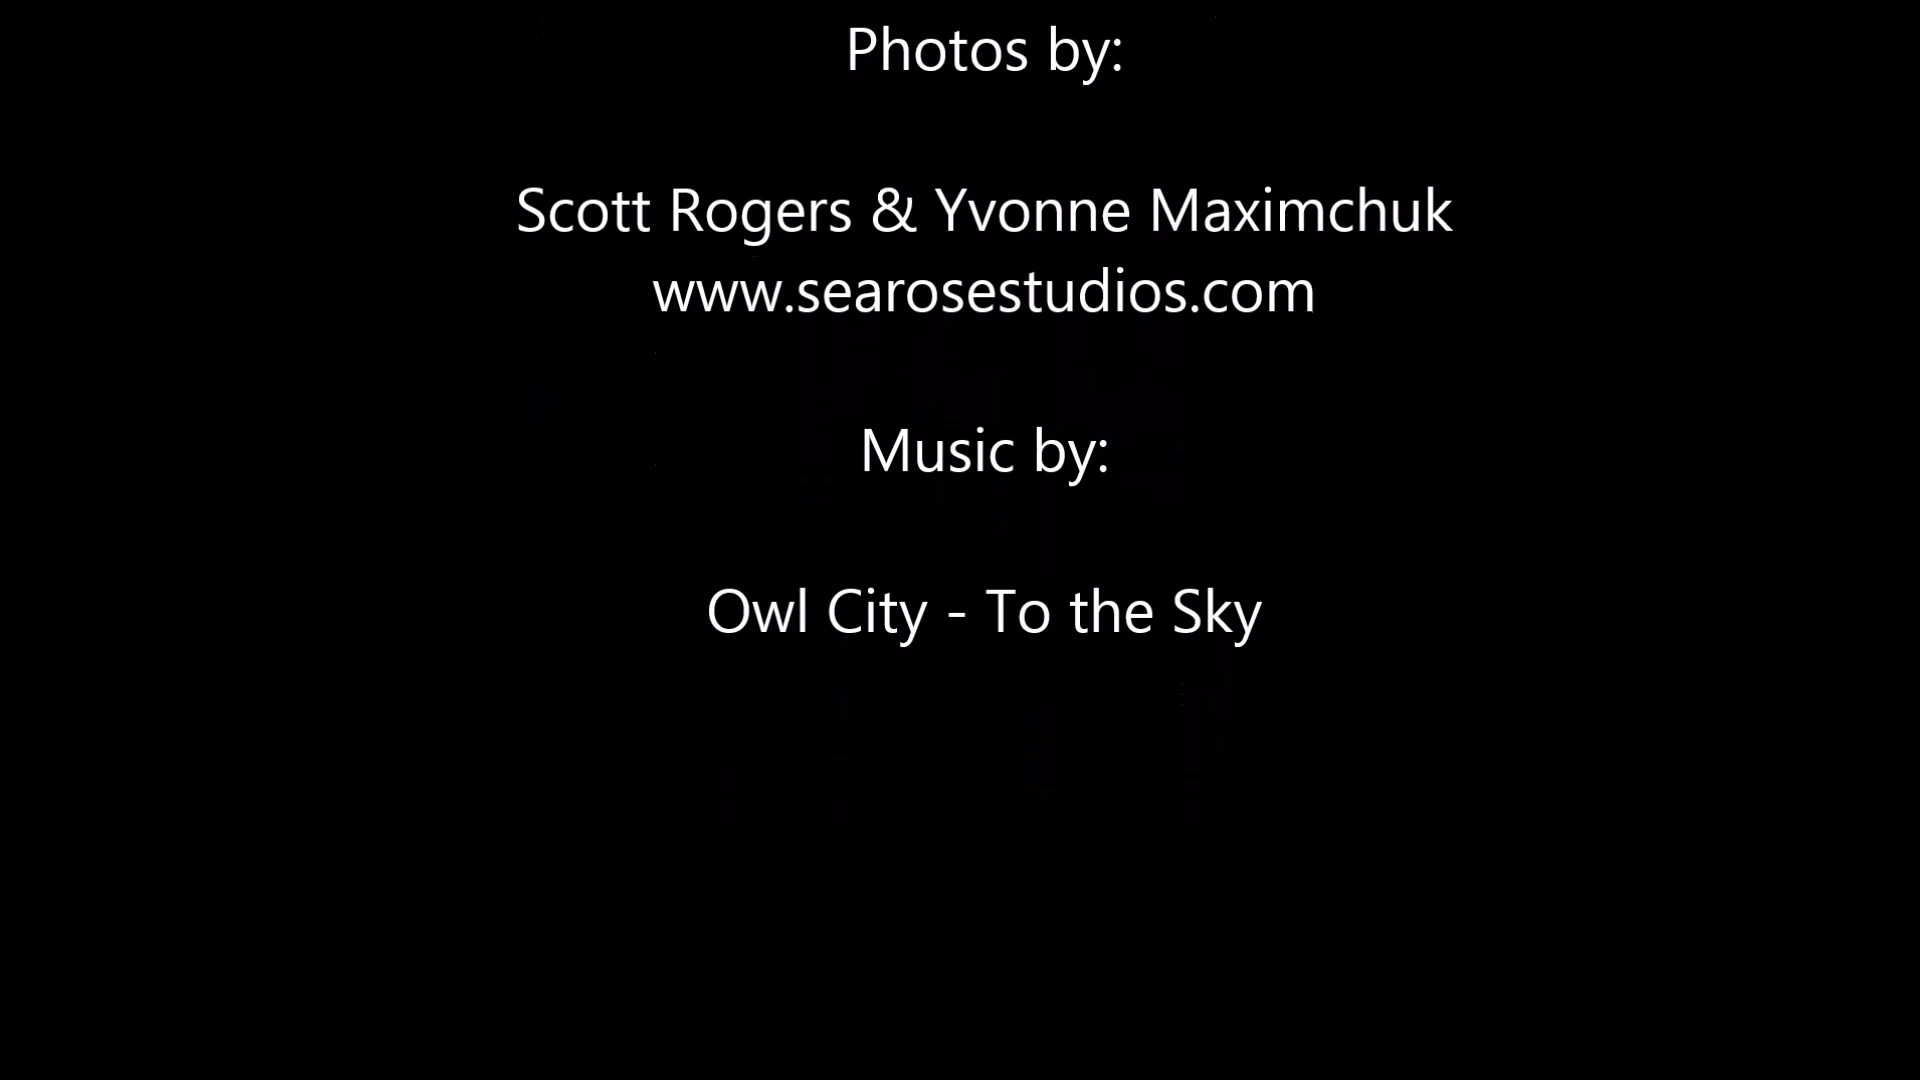 Photos by:
Scott Rogers & Yvonne Maximchuk
www.searosestudios.com
Music by:
Owl City - To the Sky